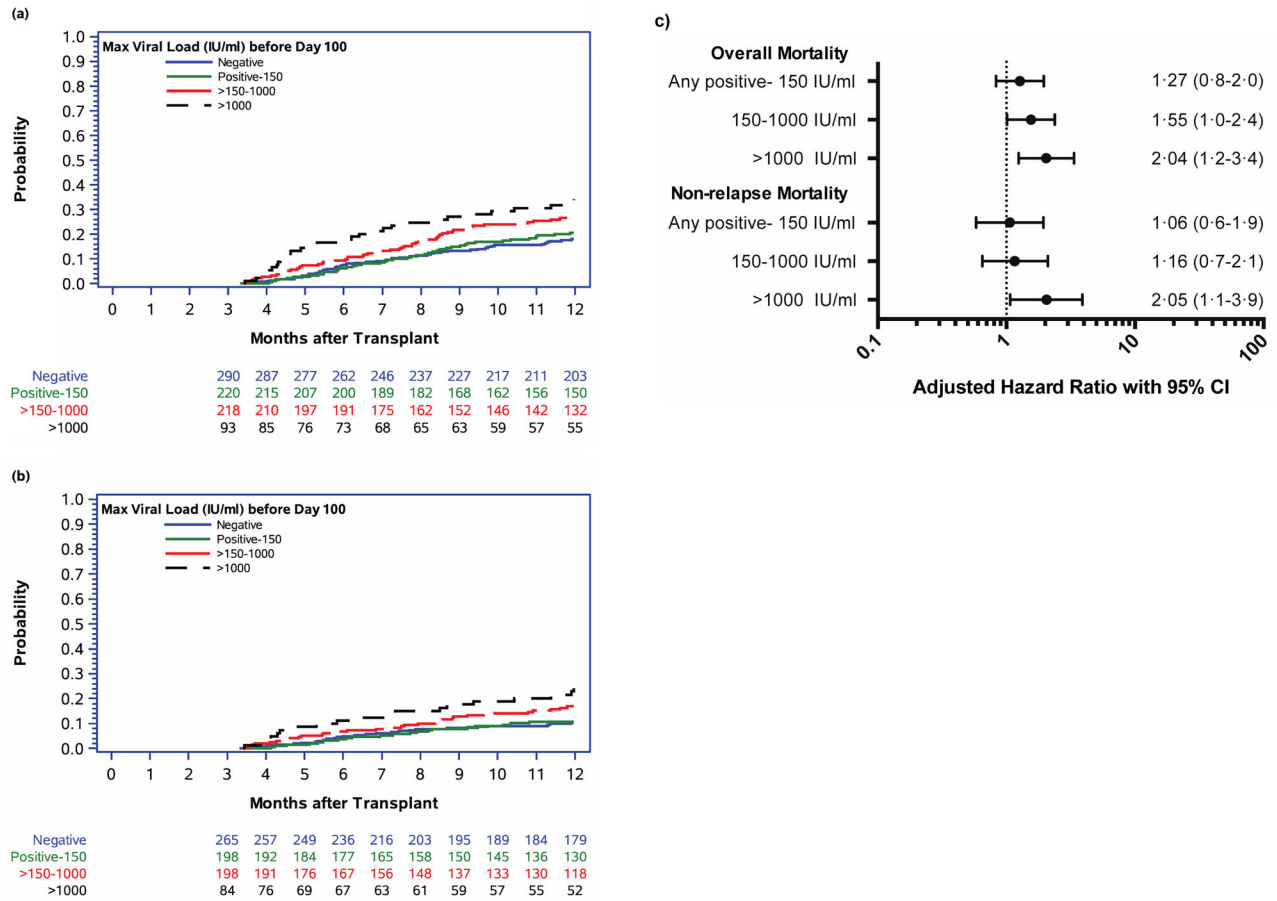 (a)
Max Viral Load (IU/ml) before Day 100
Negative
Positive-150
>150-1000
>1000
Probability
1.0
0.9
0.8
0.7
0.6
0.5
0.4
0.3
0.2
0.1
0.0
0 1 2 3 4 5 6 7 8 9 10 11 12
Months after Transplant
Negative 290 287 277 262 246 237 227 217 211 203
Positive-150 220 215 207 200 189 182 168 162 156 150
>150-1000 218 210 197 191 175 162 152 146 142 132
>1000 93 85 76 73 68 65 63 59 57 55
(b)
Max Viral Load (IU/ml) before Day 100
Negative
Positive-150
>150-1000
>1000
Probability
1.0
0.9
0.8
0.7
0.6
0.5
0.4
0.3
0.2
0.1
0.0
0 1 2 3 4 5 6 7 8 9 10 11 12
Months after Transplant
Negative 265 257 249 236 216 203 195 189 184 179
Positive-150 198 192 184 177 165 158 150 145 136 130
>150-1000 198 191 176 167 156 148 137 133 130 118
>1000 84 76 69 67 63 61 59 57 55 52
c)
Overall Mortality
Any positive- 150 IU/ml 1·27 (0·8-2·0)
150-1000 IU/ml 1·55 (1·0-2·4)
>1000 IU/ml 2·04 (1·2-3·4)
Non-relapse Mortality
Any positive- 150 IU/ml 1·06 (0·6-1·9)
150-1000 IU/ml 1·16 (0·7-2·1)
>1000 IU/ml 2·05 (1·1-3·9)
0.1 1 10 100
Adjusted Hazard Ratio with 95% CI